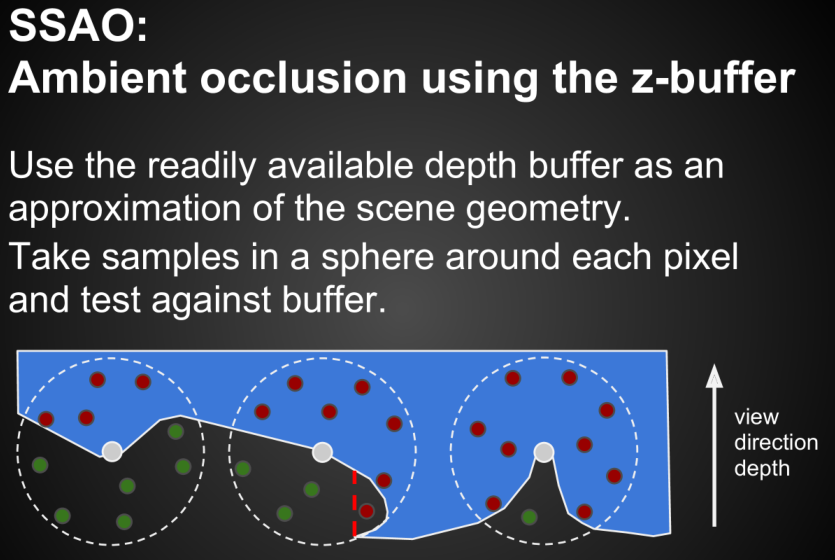 SSAO:
Ambient occlusion using the z-buffer
Use the readily available depth buffer as an
approximation of the scene geometry.
Take samples in a sphere around each pixel
and test against buffer.
view
direction
depth